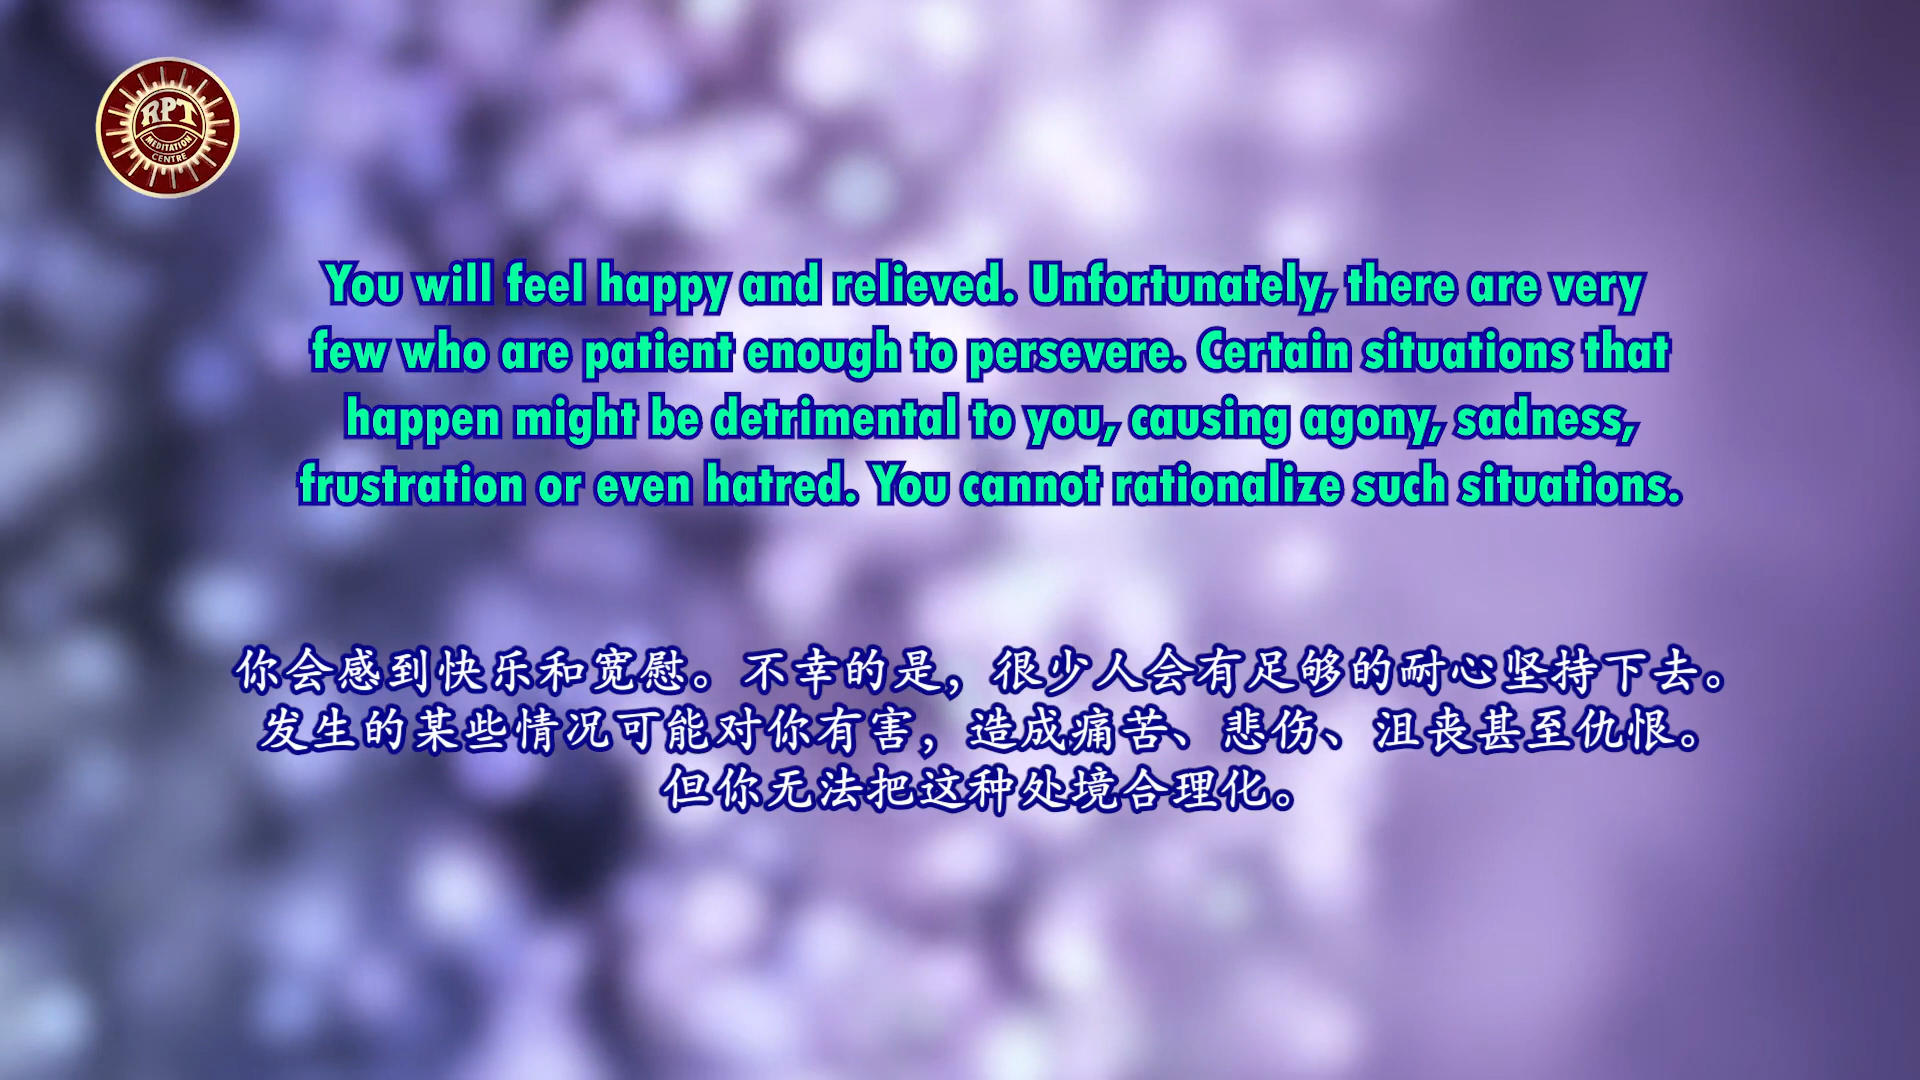 RPT
MEDITATION
CENTRE
You will feel happy and relieved. Unfortunately, there are very
few who are patient enough to persevere. Certain situations that
happen might be detrimental to you, causing agony, sadness,
frustration or even hatred. You cannot rationalize such situations.
你会感到快乐和宽慰。不幸的是，很少人会有足够的耐心坚持下去。
发生的某些情况可能对你有害，造成痛苦、悲伤、沮丧甚至仇恨。
但你无法把这种处境合理化。